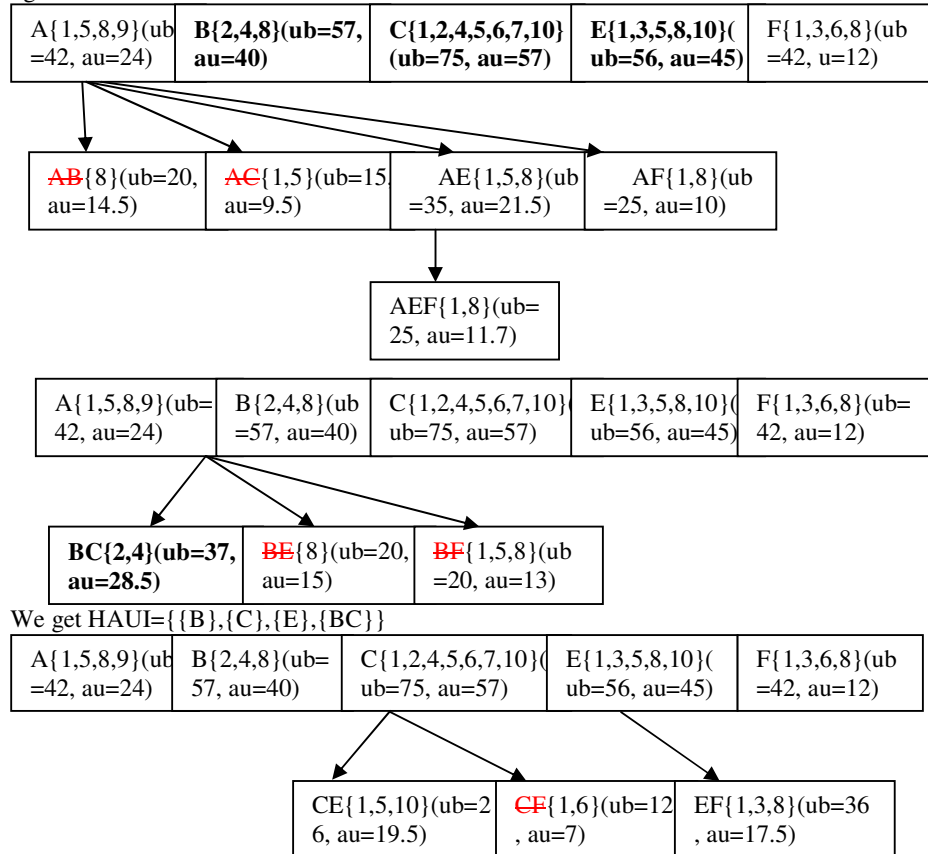 A{1,5,8,9}(ub
=42, au=24)
B{2,4,8}(ub=57,
au=40)
C{1,2,4,5,6,7,10}
(ub=75, au=57)
E{1,3,5,8,10}(
ub=56, au=45)
F{1,3,6,8}(ub
=42, u=12)
AB{8}(ub=20,
au=14.5)
AC{1,5}(ub=15,
au=9.5)
AE{1,5,8}(ub
=35, au=21.5)
AF{1,8}(ub
=25, au=10)
AEF{1,8}(ub=
25, au=11.7)
A{1,5,8,9}(ub=
42, au=24)
B{2,4,8}(ub
=57, au=40)
C{1,2,4,5,6,7,10}(
ub=75, au=57)
E{1,3,5,8,10}(
ub=56, au=45)
F{1,3,6,8}(ub=
42, au=12)
BC{2,4}(ub=37,
au=28.5)
BE{8}(ub=20,
au=15)
BF{1,5,8}(ub
=20, au=13)
We get HAUI={{B},{C},{E},{BC}}
A{1,5,8,9}(ub
=42, au=24)
B{2,4,8}(ub=
57, au=40)
C{1,2,4,5,6,7,10}(
ub=75, au=57)
E{1,3,5,8,10}(
ub=56, au=45)
F{1,3,6,8}(ub
=42, au=12)
CE{1,5,10}(ub=2
6, au=19.5)
CF{1,6}(ub=12
, au=7)
EF{1,3,8}(ub=36
, au=17.5)